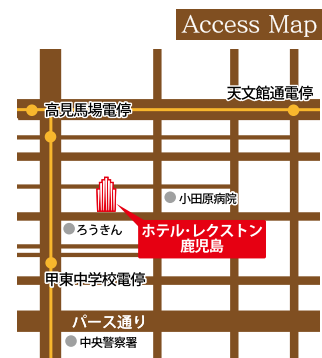 Access Map
天文館通電停
高見馬場電停
小田原病院
ろうきん
ホテル・レクストン
鹿児島
甲東中学校電停
パース通り
中央警察署